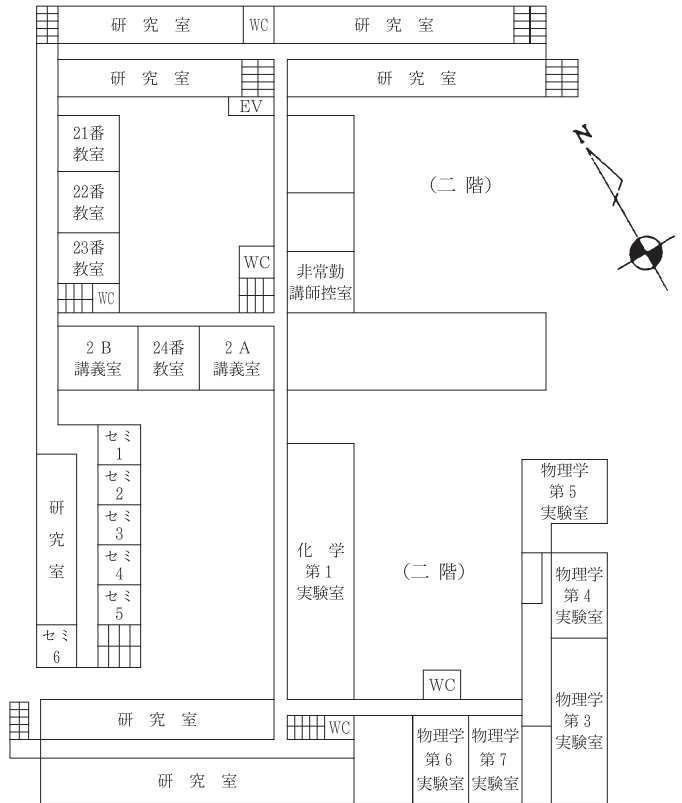 研究室
WC
研究室
研究室
研究室
EV
21番
教室
22番
教室
23番
教室
WC
WC
非常勤
講師控室
(二階)
N
2 B
講義室
24番
教室
2 A
講義室
セミ
1
セミ
2
セミ
3
セミ
4
セミ
5
研究室
セミ
6
化学
第1
実験室
(二階)
物理学
第5
実験室
物理学
第4
実験室
物理学
第3
実験室
WC
研究室
WC
物理学
第6
実験室
物理学
第7
実験室
研究室